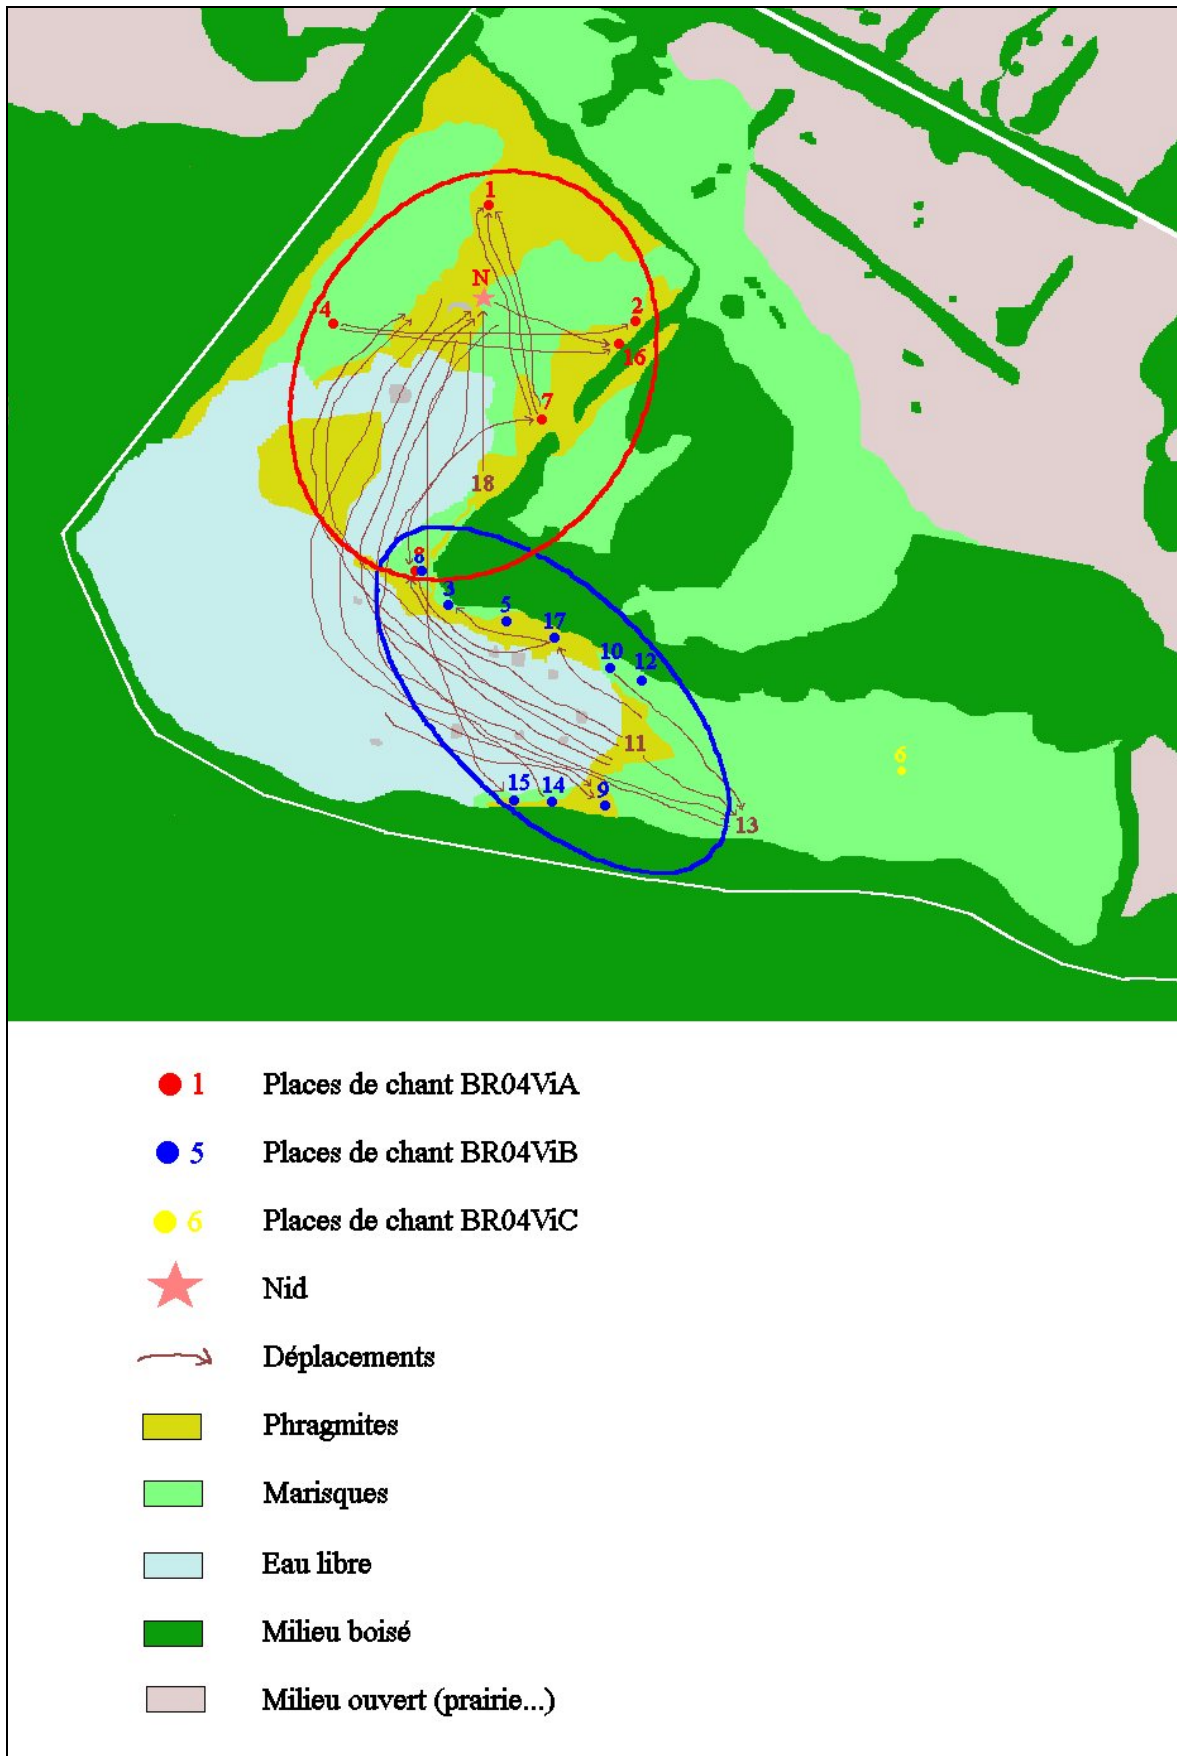 1
N
4
2
16
7
18
8
3
5
17
10
12
11
6
15
14
9
13
1 Places de chant BR04ViA
5 Places de chant BR04ViB
6 Places de chant BR04ViC
Nid
Déplacements
Phragmites
Marisques
Eau libre
Milieu boisé
Milieu ouvert (prairie...)